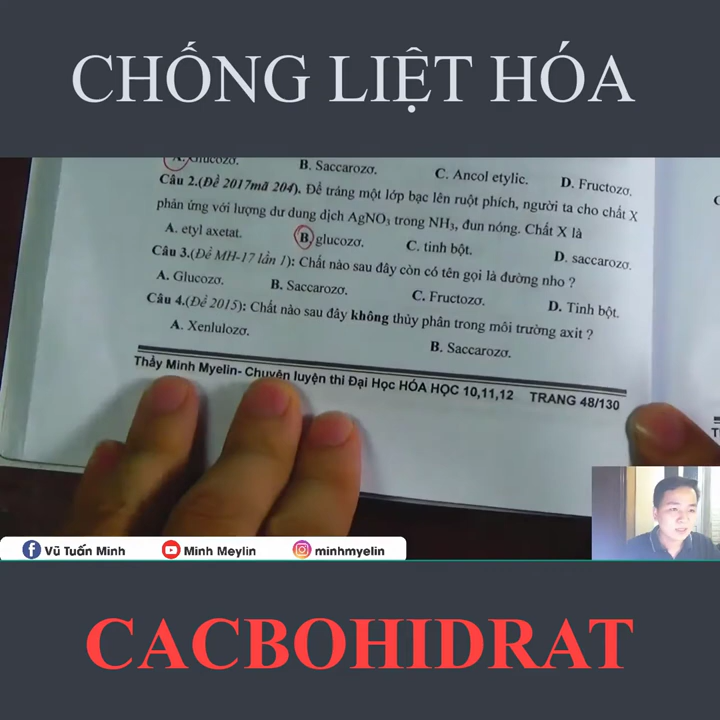 CHỐNG LIỆT HÓA
A. Glucozơ. B. Saccarozơ. C. Ancol etylic. D. Fructozơ.
Câu 2.(Đề 2017mã 204). Để tráng một lớp bạc lên ruột phích, người ta cho chất X
phản ứng với lượng dư dung dịch AgNO3 trong NH3, đun nóng. Chất X là
A. etyl axetat. B. glucozơ. C. tinh bột. D. saccarozơ.
Câu 3.(Đề MH-17 lần 1): Chất nào sau đây còn có tên gọi là đường nho ?
A. Glucozơ. B. Saccarozơ. C. Fructozơ. D. Tinh bột.
Câu 4.(Đề 2015): Chất nào sau đây không thủy phân trong môi trường axit ?
A. Xenlulozơ. B. Saccarozơ.
Thầy Minh Myelin- Chuyên luyện thi Đại Học HÓA HỌC 10,11,12 TRANG 48/130
Vũ Tuấn Minh Minh Meylin minhmyelin
CACBOHIDRAT